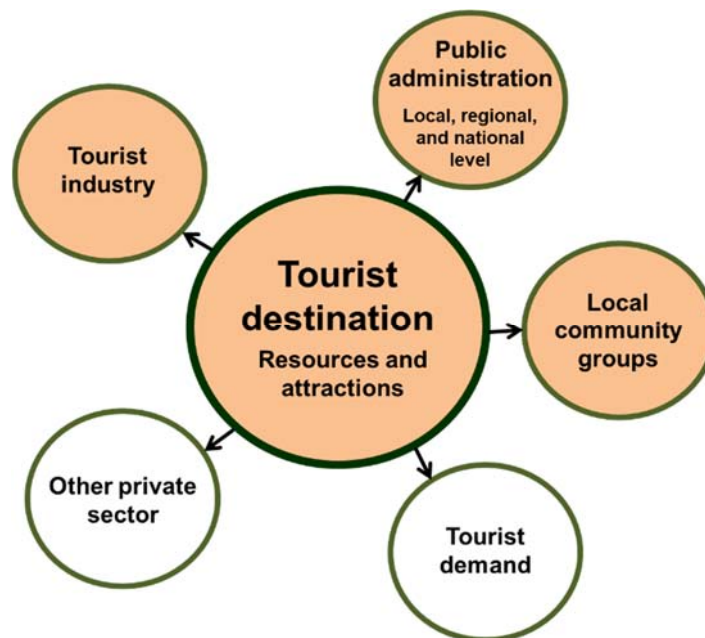 Public
administration
Local, regional,
and national
level
Tourist
industry
Tourist
destination
Resources and
attractions
Local
community
groups
Other private
sector
Tourist
demand